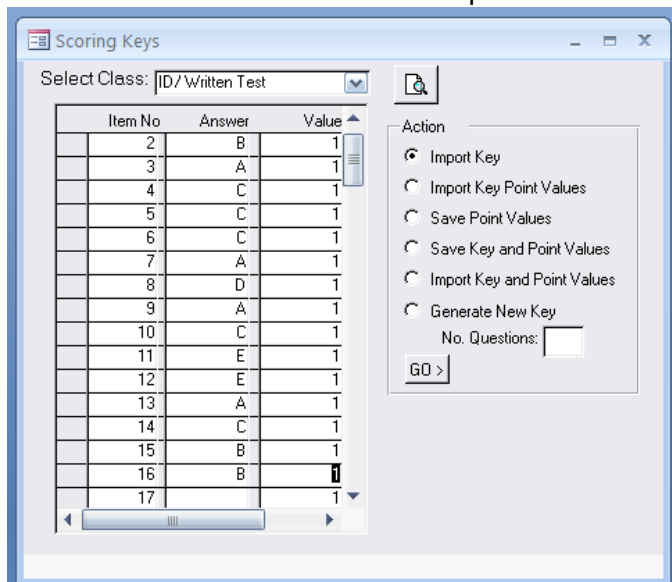 Scoring Keys
Select Class: ID/ Written Test
Item No Answer Value
2 B 1
3 A 1
4 C 1
5 C 1
6 C 1
7 A 1
8 D 1
9 A 1
10 C 1
11 E 1
12 E 1
13 A 1
14 C 1
15 B 1
16 B 1
17 1
Action
Import Key
Import Key Point Values
Save Point Values
Save Key and Point Values
Import Key and Point Values
Generate New Key
No. Questions:
GO >